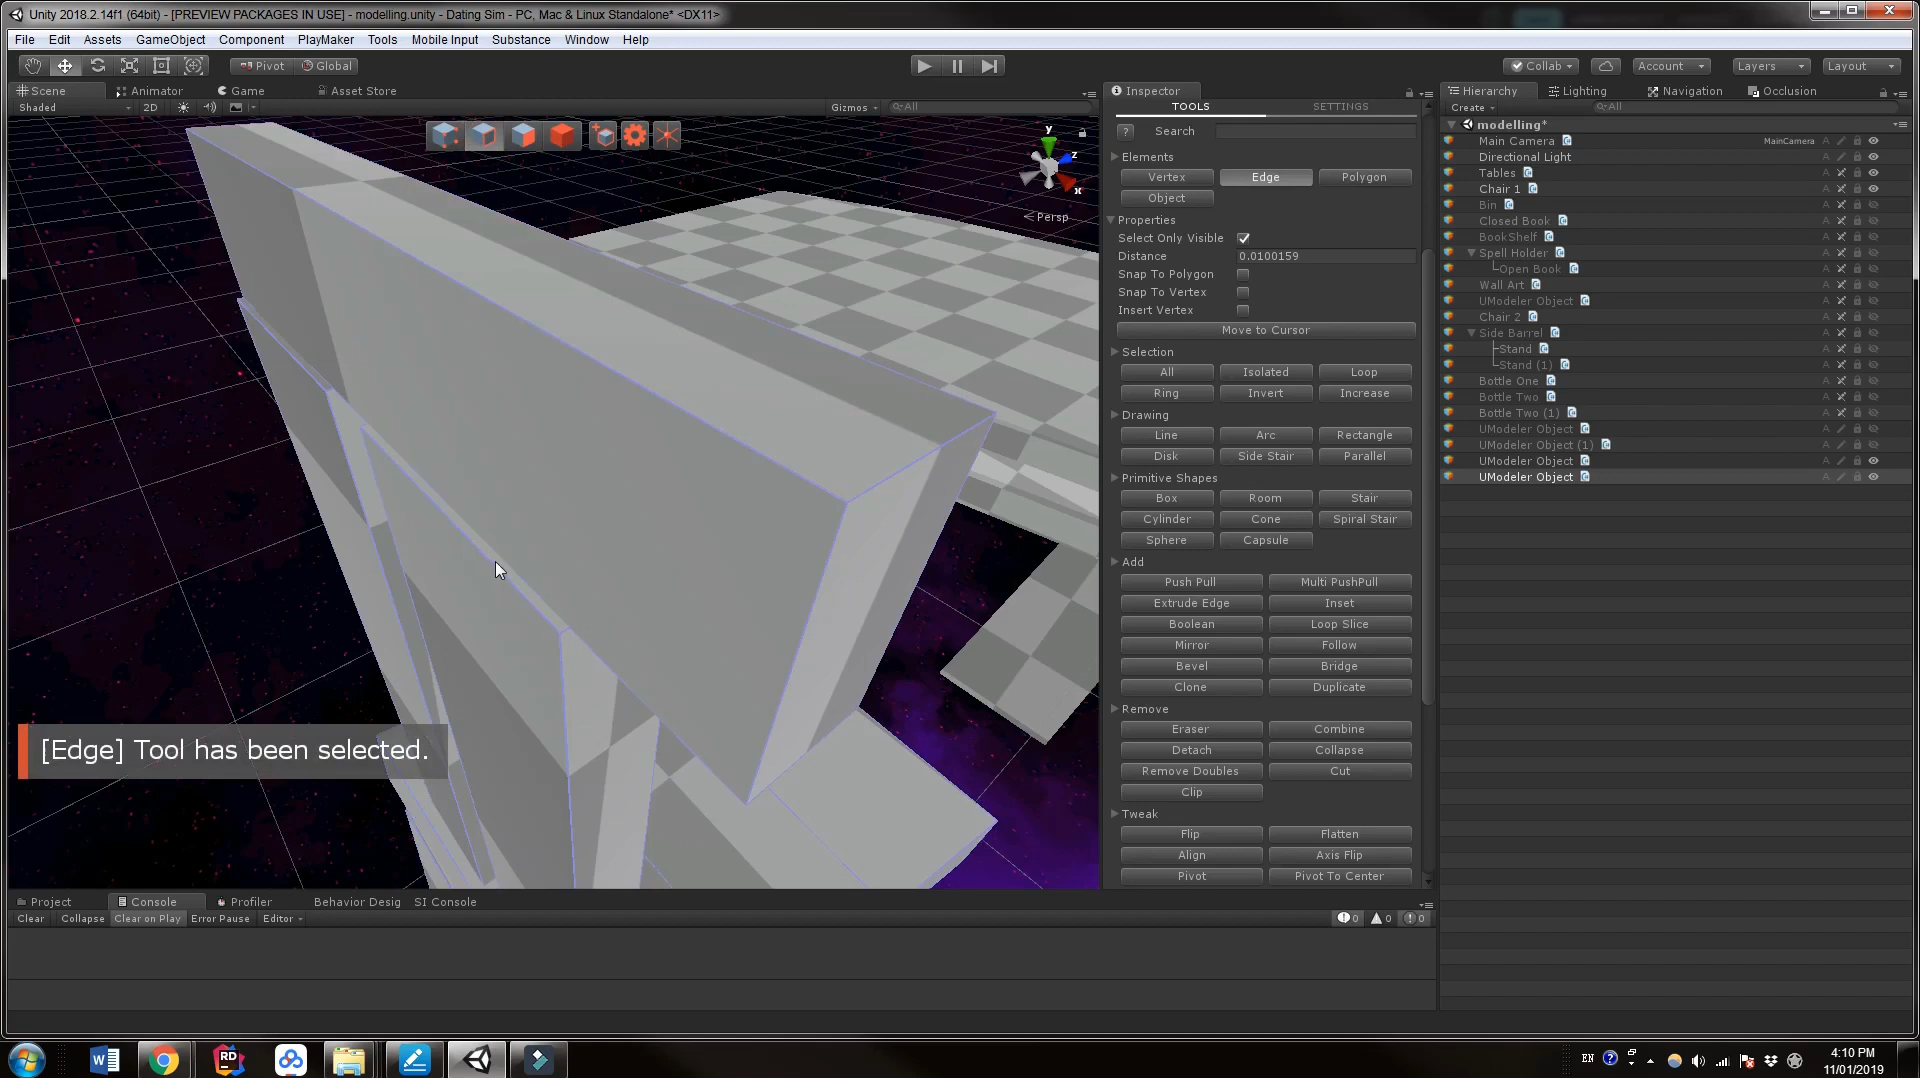 Unity 2018.2.14f1 (64bit) - [PREVIEW PACKAGES IN USE] - modelling.unity - Dating Sim - PC, Mac & Linux Standalone* <DX11>
File Edit Assets GameObject Component PlayMaker Tools Mobile Input Substance Window Help
Pivot Global Collab Account Layers Layout
Scene Animator Game Asset Store
Shaded 2D Gizmos All
y
z
x
Persp
[Edge] Tool has been selected.
Inspector
TOOLS SETTINGS
? Search
Elements
Vertex Edge Polygon
Object
Properties
Select Only Visible
Distance 0.0100159
Snap To Polygon
Snap To Vertex
Insert Vertex
Move to Cursor
Selection
All Isolated Loop
Ring Invert Increase
Drawing
Line Arc Rectangle
Disk Side Stair Parallel
Primitive Shapes
Box Room Stair
Cylinder Cone Spiral Stair
Sphere Capsule
Add
Push Pull Multi PushPull
Extrude Edge Inset
Boolean Loop Slice
Mirror Follow
Bevel Bridge
Clone Duplicate
Remove
Eraser Combine
Detach Collapse
Remove Doubles Cut
Clip
Tweak
Flip Flatten
Align Axis Flip
Pivot Pivot To Center
Hierarchy Lighting Navigation Occlusion
Create All
modelling*
Main Camera MainCamera
Directional Light
Tables
Chair 1
Bin
Closed Book
BookShelf
Spell Holder
Open Book
Wall Art
UModeler Object
Chair 2
Side Barrel
Stand
Stand (1)
Bottle One
Bottle Two
Bottle Two (1)
UModeler Object
UModeler Object (1)
UModeler Object
UModeler Object
Project Console Profiler Behavior Desig SI Console
Clear Collapse Clear on Play Error Pause Editor 0 0 0
RD
EN
4:10 PM
11/01/2019